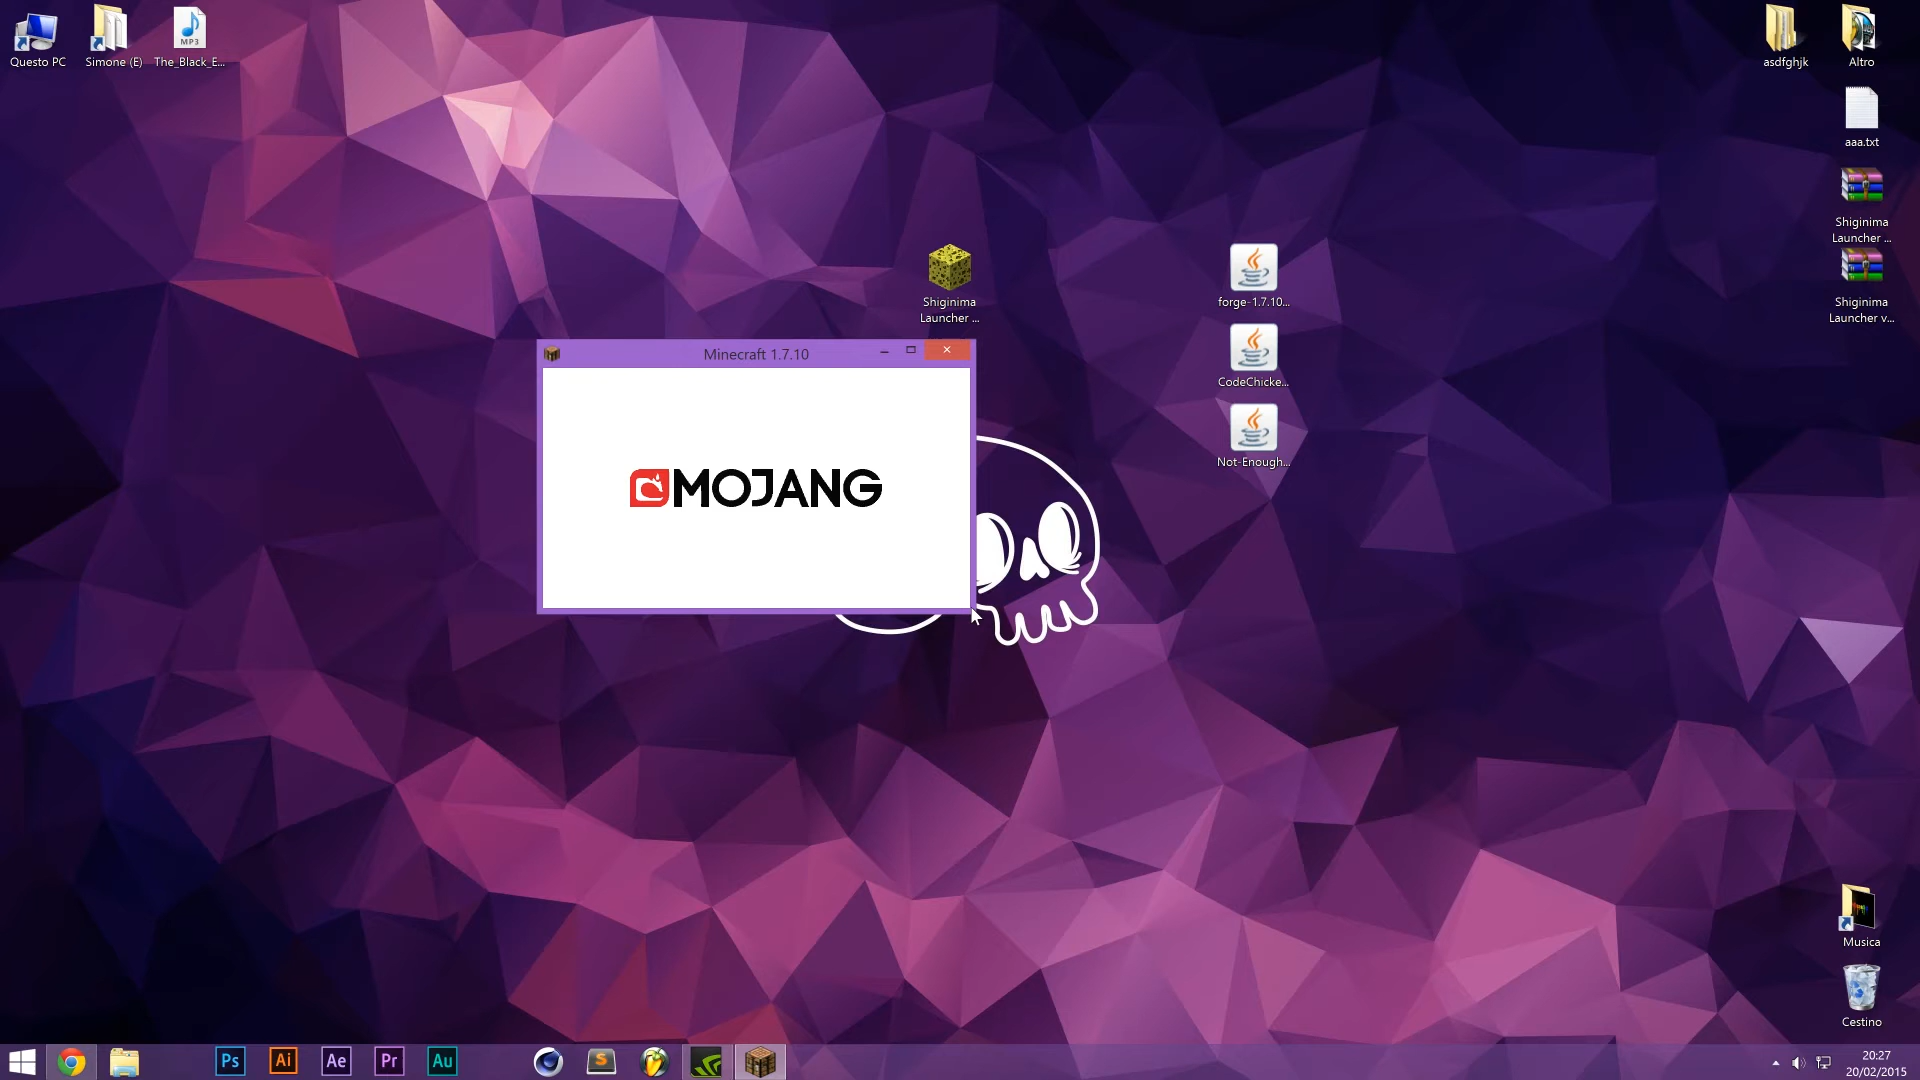 Questo PC
Simone (E)
The_Black_E...
asdfghjk
Altro
aaa.txt
Shiginima
Launcher ...
Shiginima
Launcher v...
Shiginima
Launcher ...
forge-1.7.10...
CodeChicke...
Not-Enough...
Minecraft 1.7.10
MOJANG
Musica
Cestino
MP3
Ps
Ai
Ae
Pr
Au
S
20:27
20/02/2015